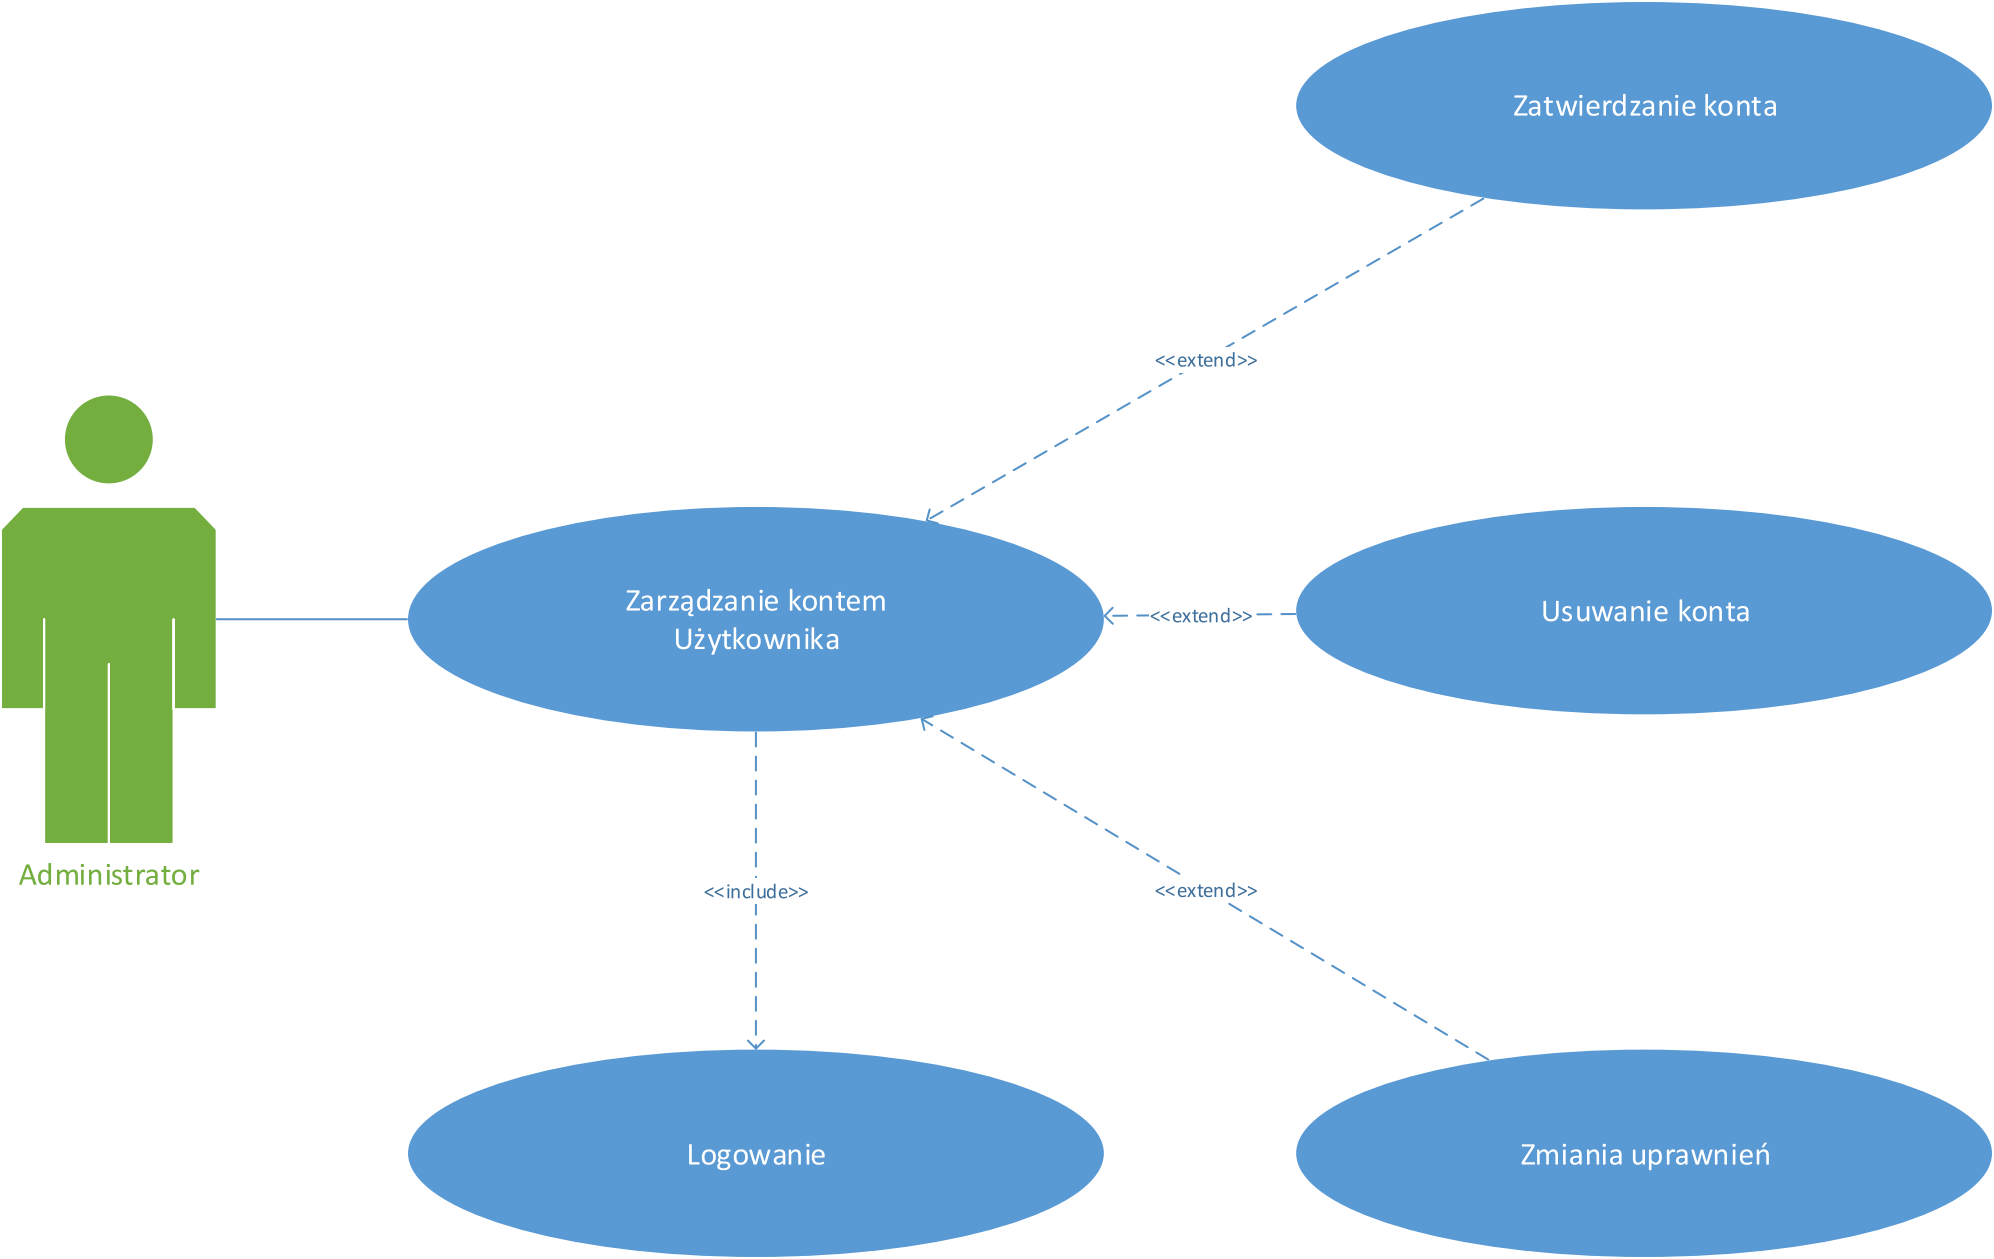 Zatwierdzanie konta
<<extend>>
Zarządzanie kontem
Użytkownika
<<extend>>
Usuwanie konta
Administrator
<<include>>
<<extend>>
Logowanie
Zmiania uprawnień